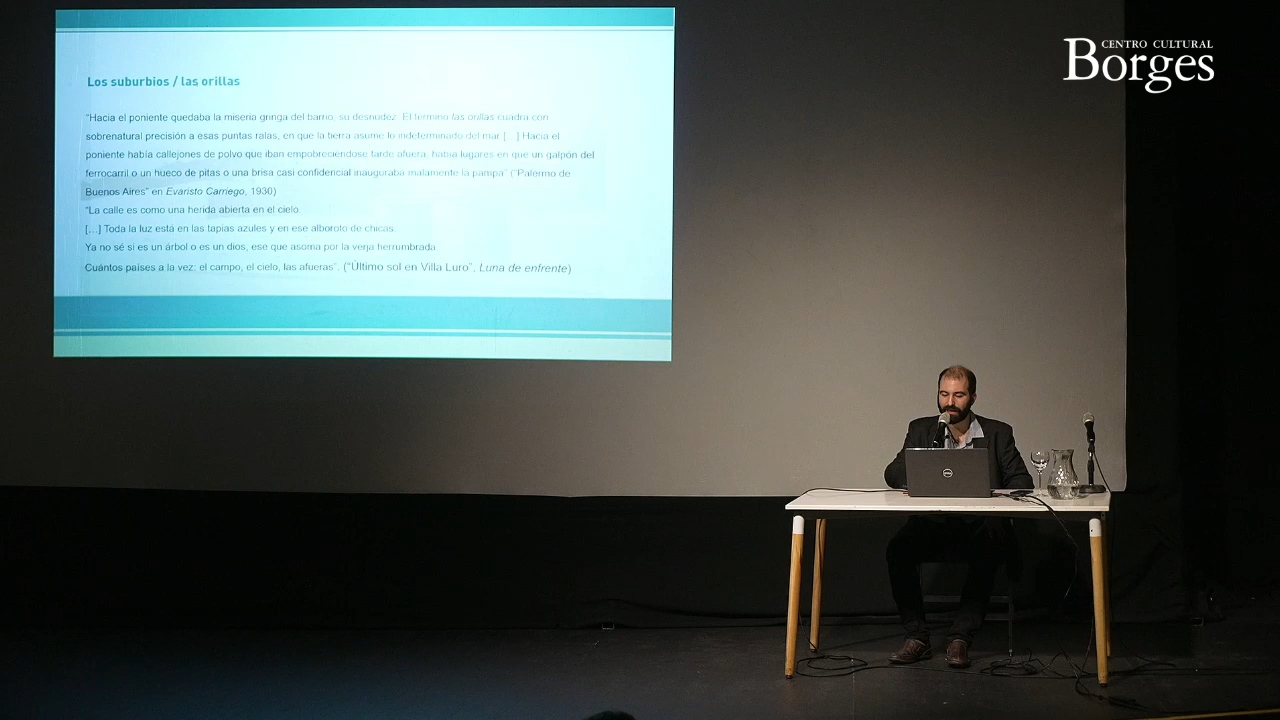 Los suburbios / las orillas
“Hacia el poniente quedaba la miseria gringa del barrio, su desnudez. El término las orillas cuadra con
sobrenatural precisión a esas puntas ralas, en que la tierra asume lo indeterminado del mar […] Hacia el
poniente había callejones de polvo que iban empobreciéndose tarde afuera; había lugares en que un galpón del
ferrocarril o un hueco de pitas o una brisa casi confidencial inauguraba malamente la pampa” (“Palermo de
Buenos Aires” en Evaristo Carriego, 1930)
“La calle es como una herida abierta en el cielo.
[…] Toda la luz está en las tapias azules y en ese alboroto de chicas.
Ya no sé si es un árbol o es un dios, ese que asoma por la verja herrumbrada
Cuántos países a la vez: el campo, el cielo, las afueras”. (“Último sol en Villa Luro”, Luna de enfrente)
CENTRO CULTURAL
Borges
DELL